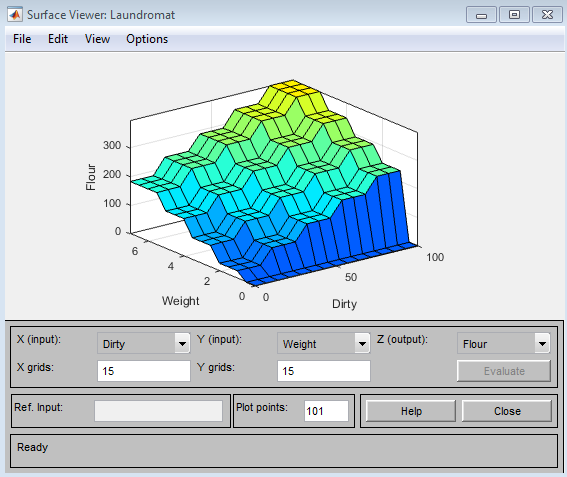 Surface Viewer: Laundromat
File Edit View Options
300
200
100
0
Flour
6
4
2
0
Weight
0
50
100
Dirty
X (input): Dirty Y (input): Weight Z (output): Flour
X grids: 15 Y grids: 15 Evaluate
Ref. Input: Plot points: 101 Help Close
Ready